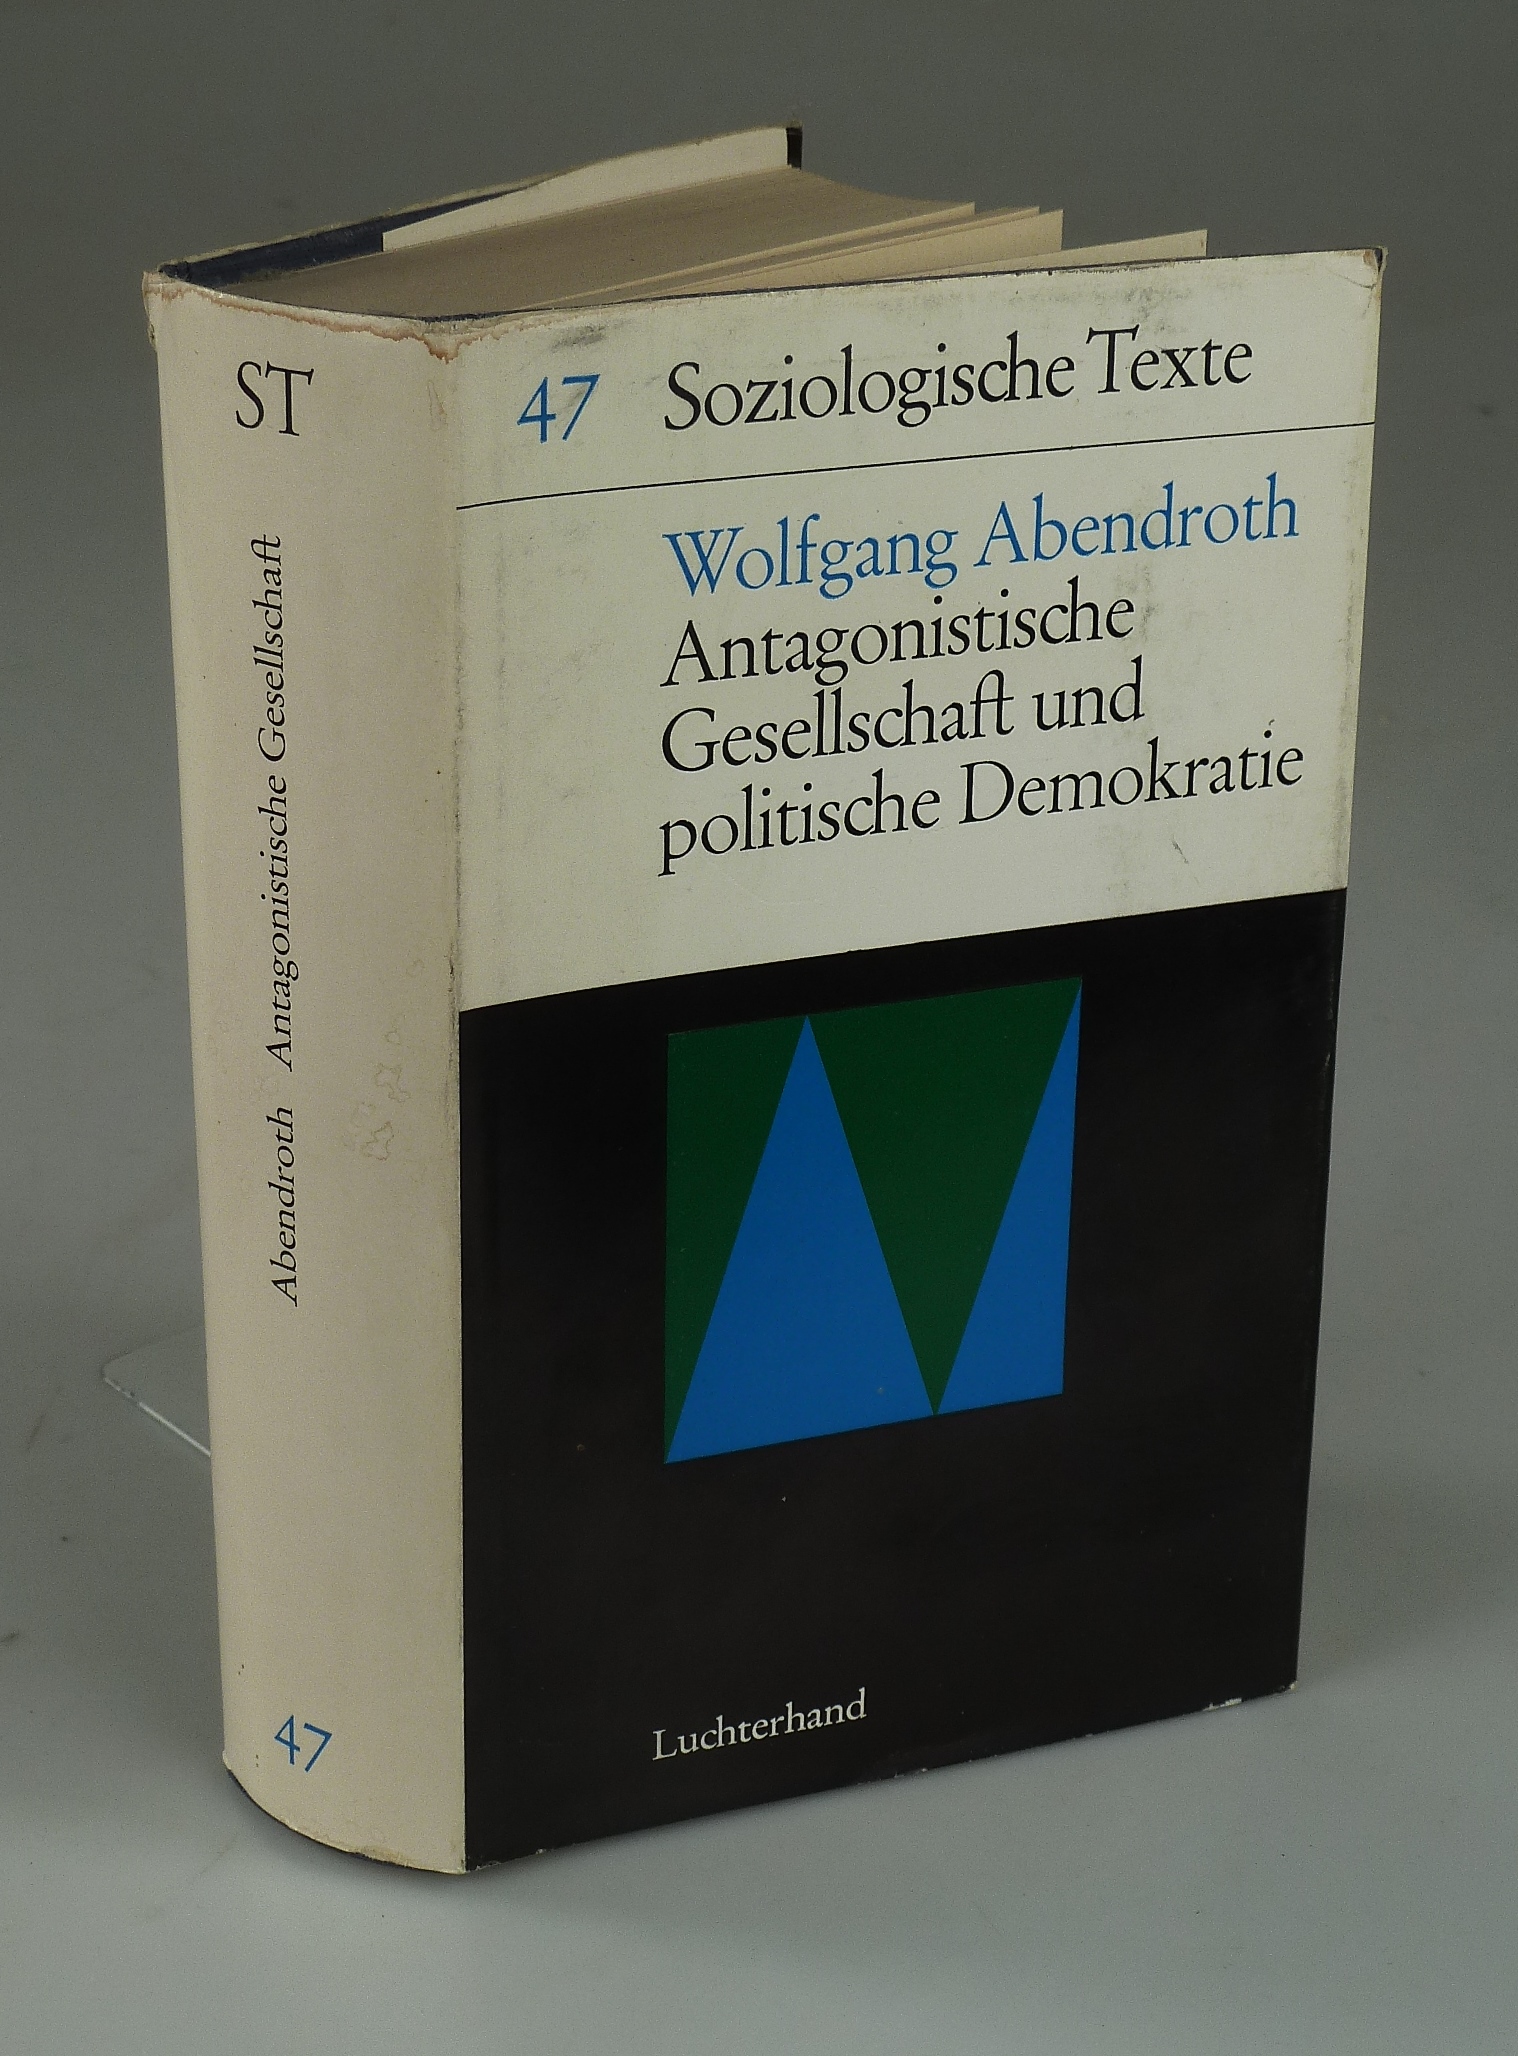 ST
Abendroth Antagonistische Gesellschaft
47
47 Soziologische Texte
Wolfgang Abendroth
Antagonistische
Gesellschaft und
politische Demokratie
Luchterhand